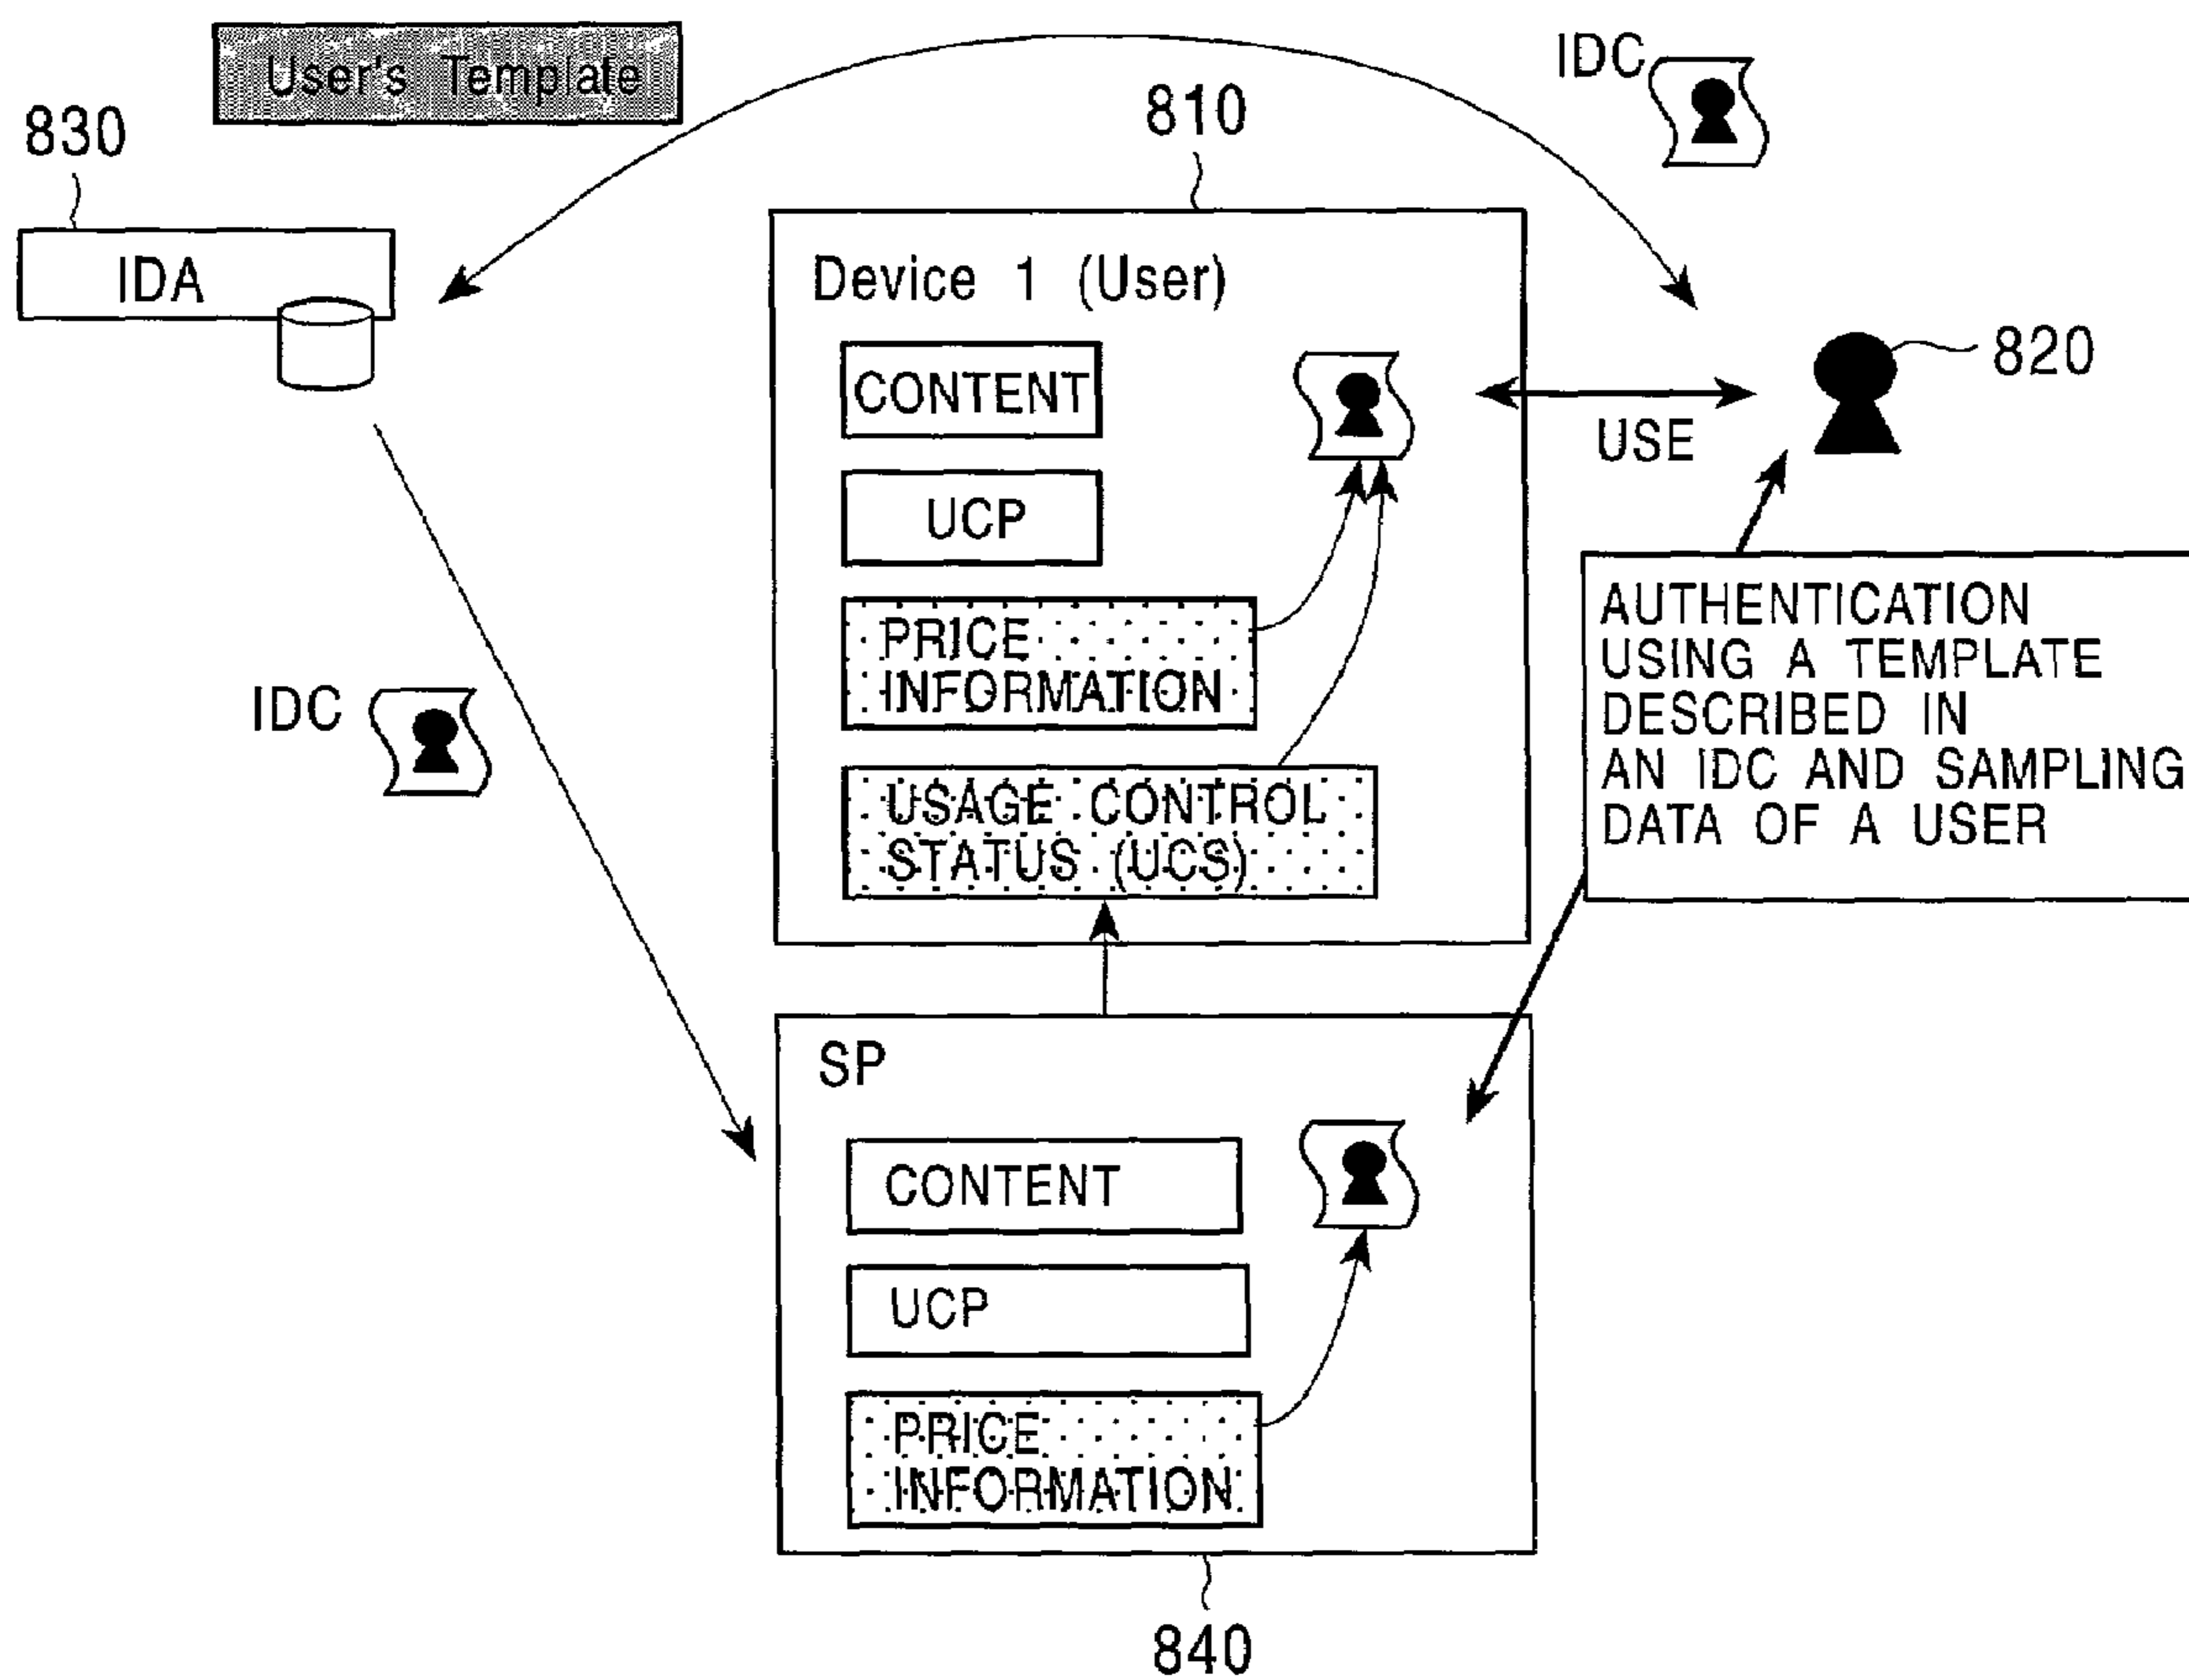 User's Template
IDC
830
810
IDA
Device 1 (User)
CONTENT
820
USE
UCP
AUTHENTICATION
USING A TEMPLATE
DESCRIBED IN
AN IDC AND SAMPLING
DATA OF A USER
PRICE
INFORMATION
IDC
USAGE CONTROL
STATUS (UCS)
SP
CONTENT
UCP
PRICE
INFORMATION
840